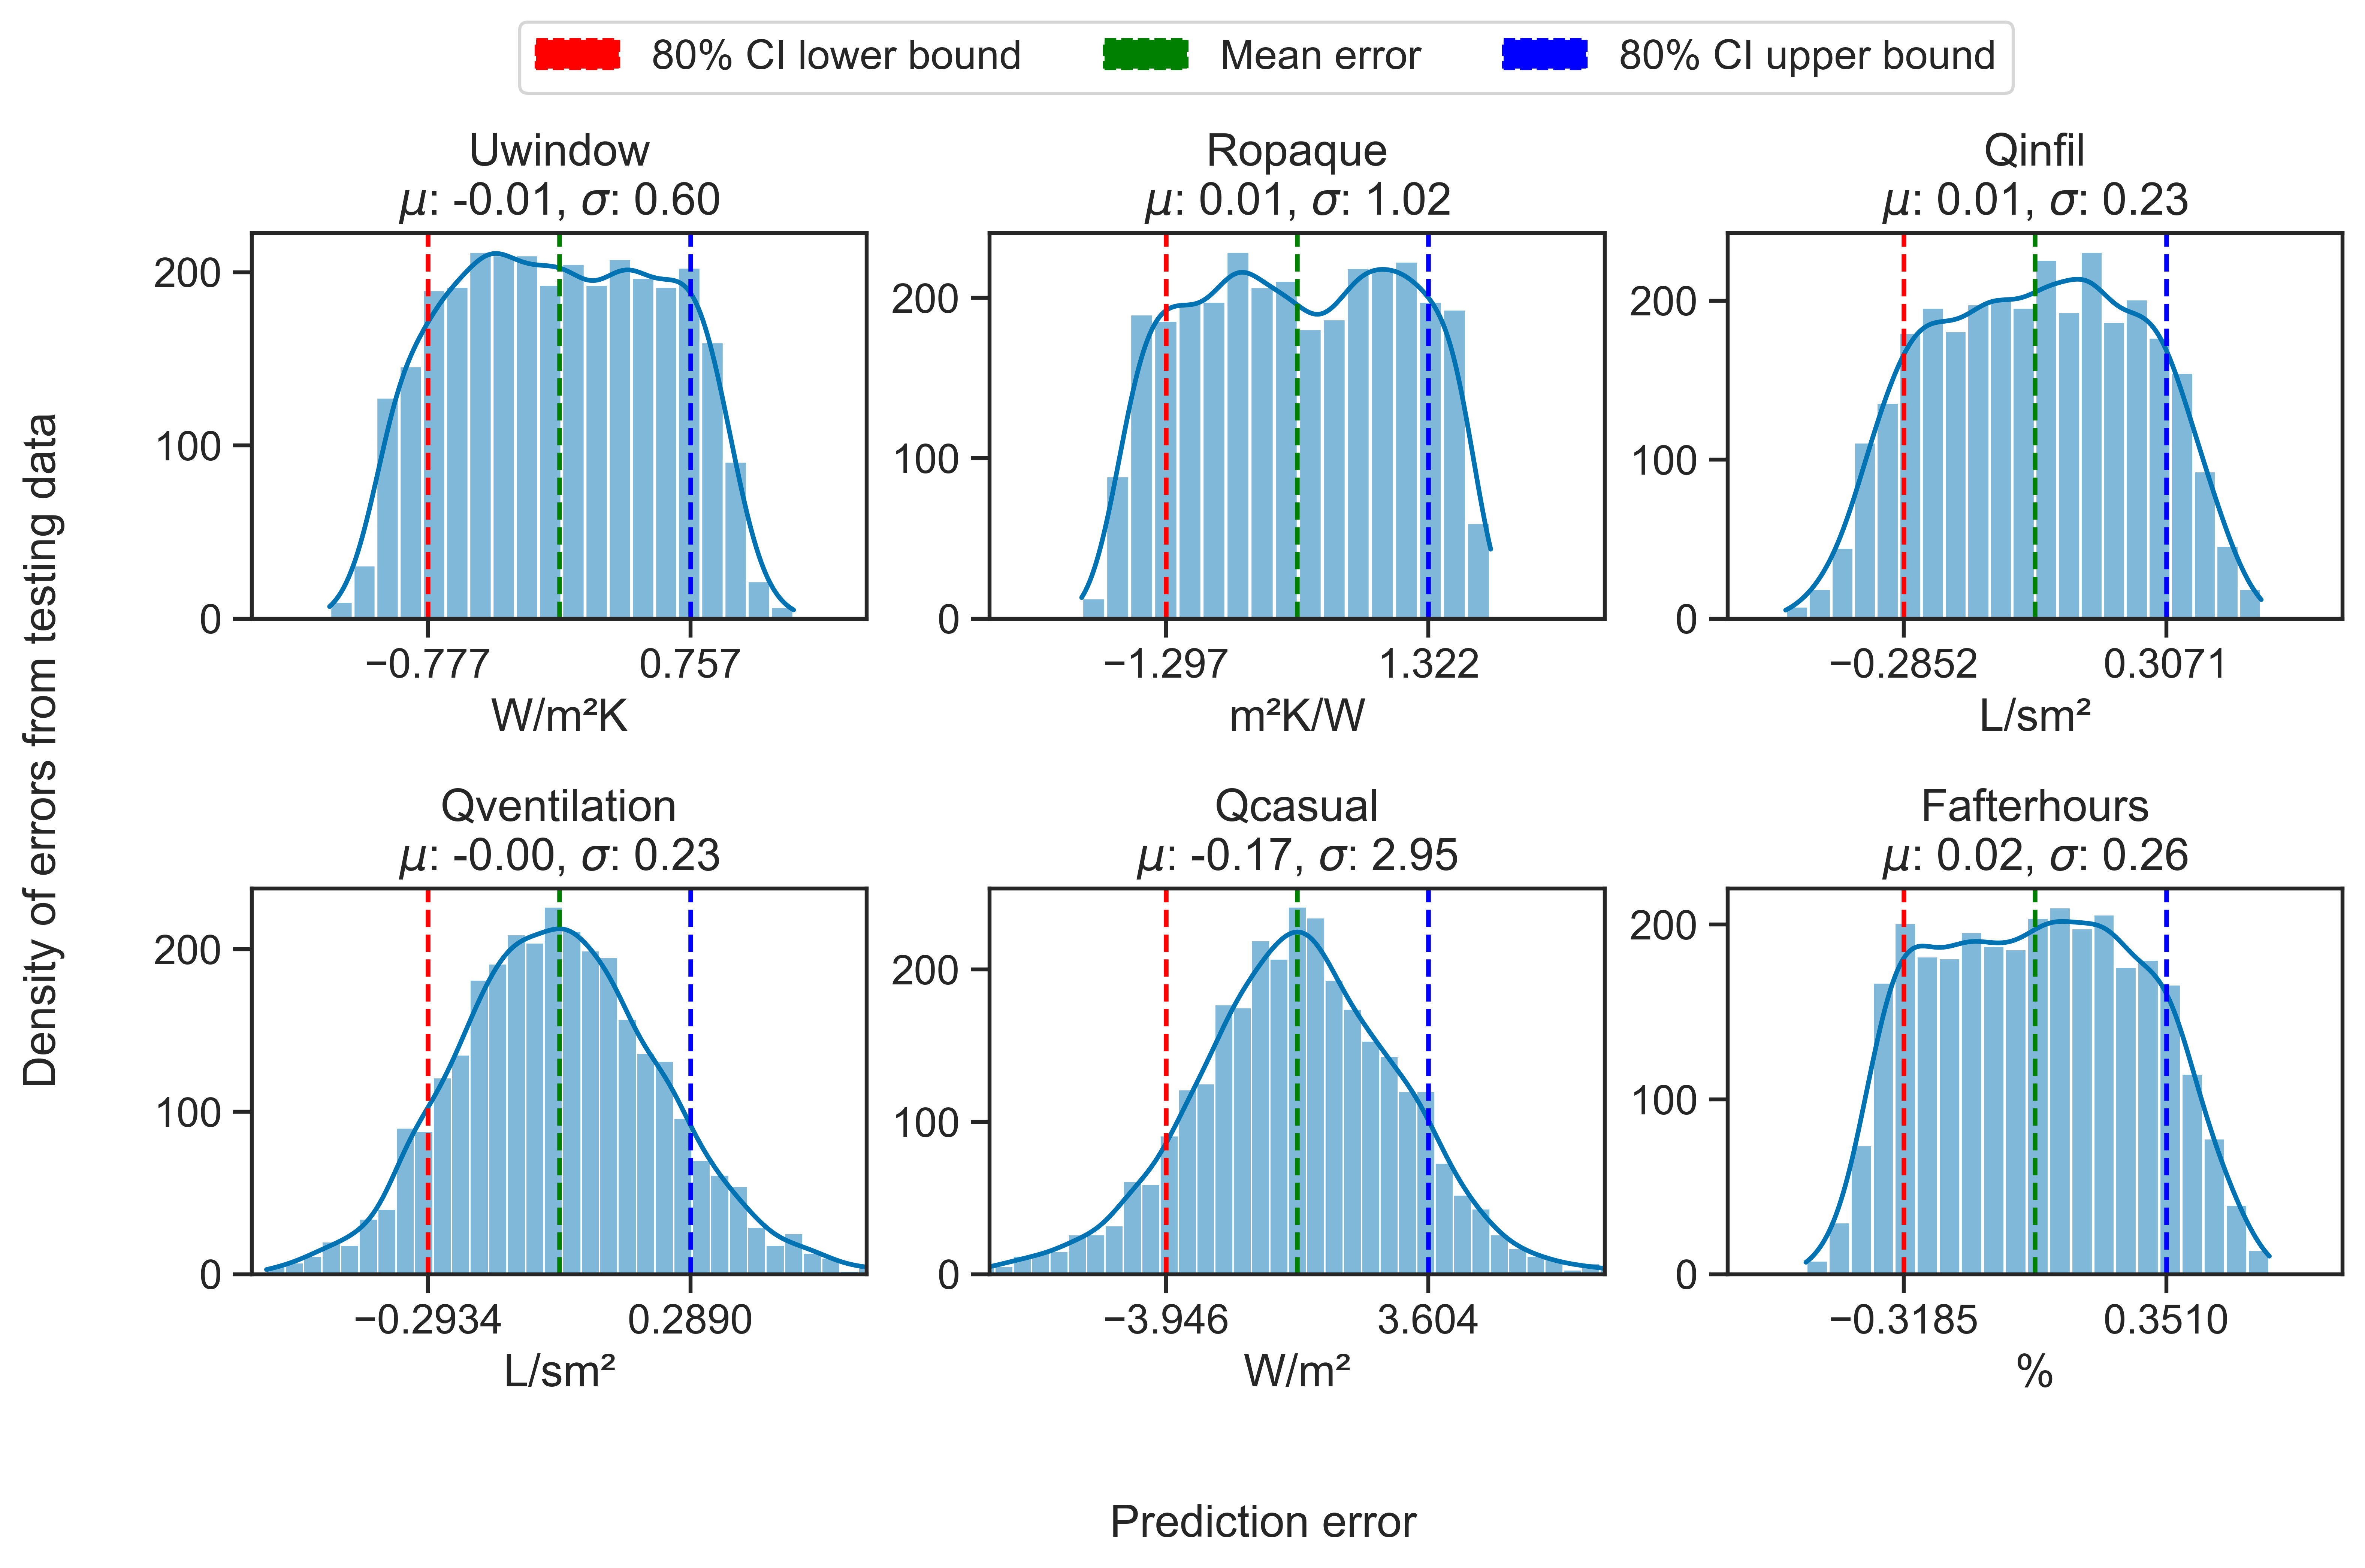 80% CI lower bound Mean error 80% CI upper bound
Density of errors from testing data
Uwindow
μ: -0.01, σ: 0.60
200
100
0
−0.777 0.757
W/m²K
Ropaque
μ: 0.01, σ: 1.02
200
100
0
−1.297 1.322
m²K/W
Qinfil
μ: 0.01, σ: 0.23
200
100
0
−0.2852 0.3071
L/sm²
Qventilation
μ: -0.00, σ: 0.23
200
100
0
−0.2934 0.2890
L/sm²
Qcasual
μ: -0.17, σ: 2.95
200
100
0
−3.946 3.604
W/m²
Fafterhours
μ: 0.02, σ: 0.26
200
100
0
−0.3185 0.3510
%
Prediction error